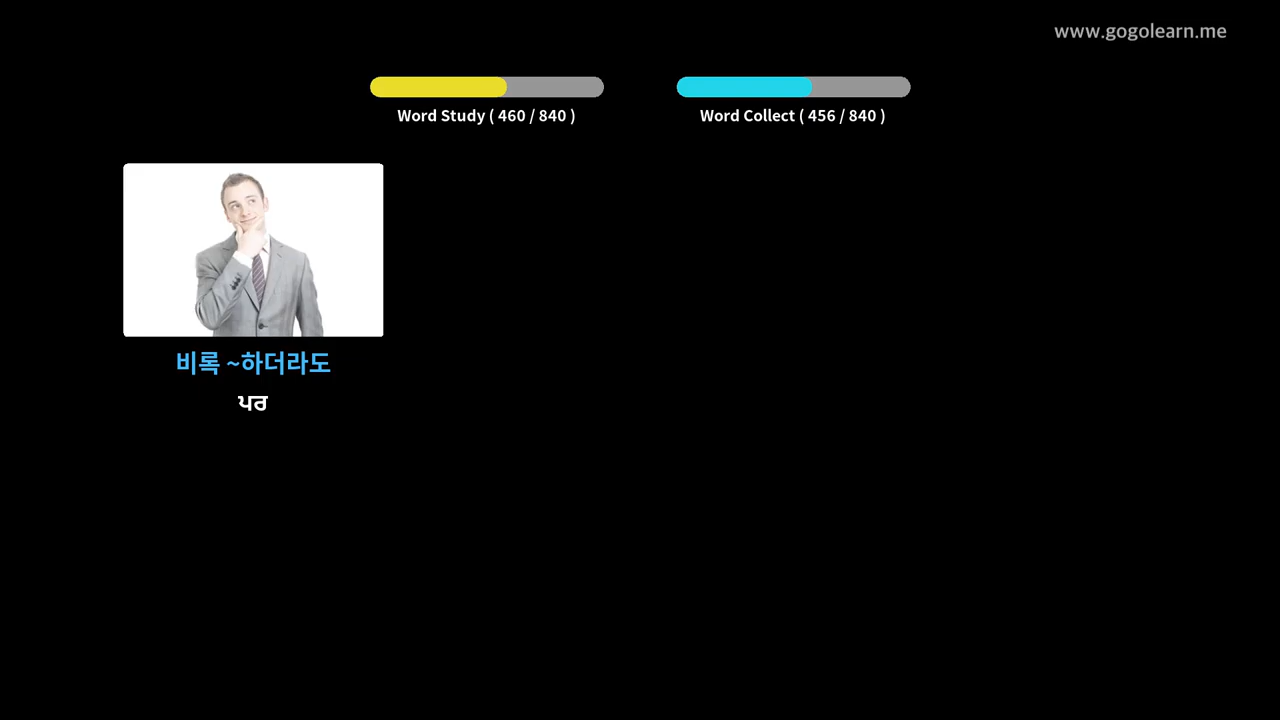 www.gogolearn.me
Word Study ( 460 / 840 )
Word Collect ( 456 / 840 )
비록 ~하더라도
ਪਰ